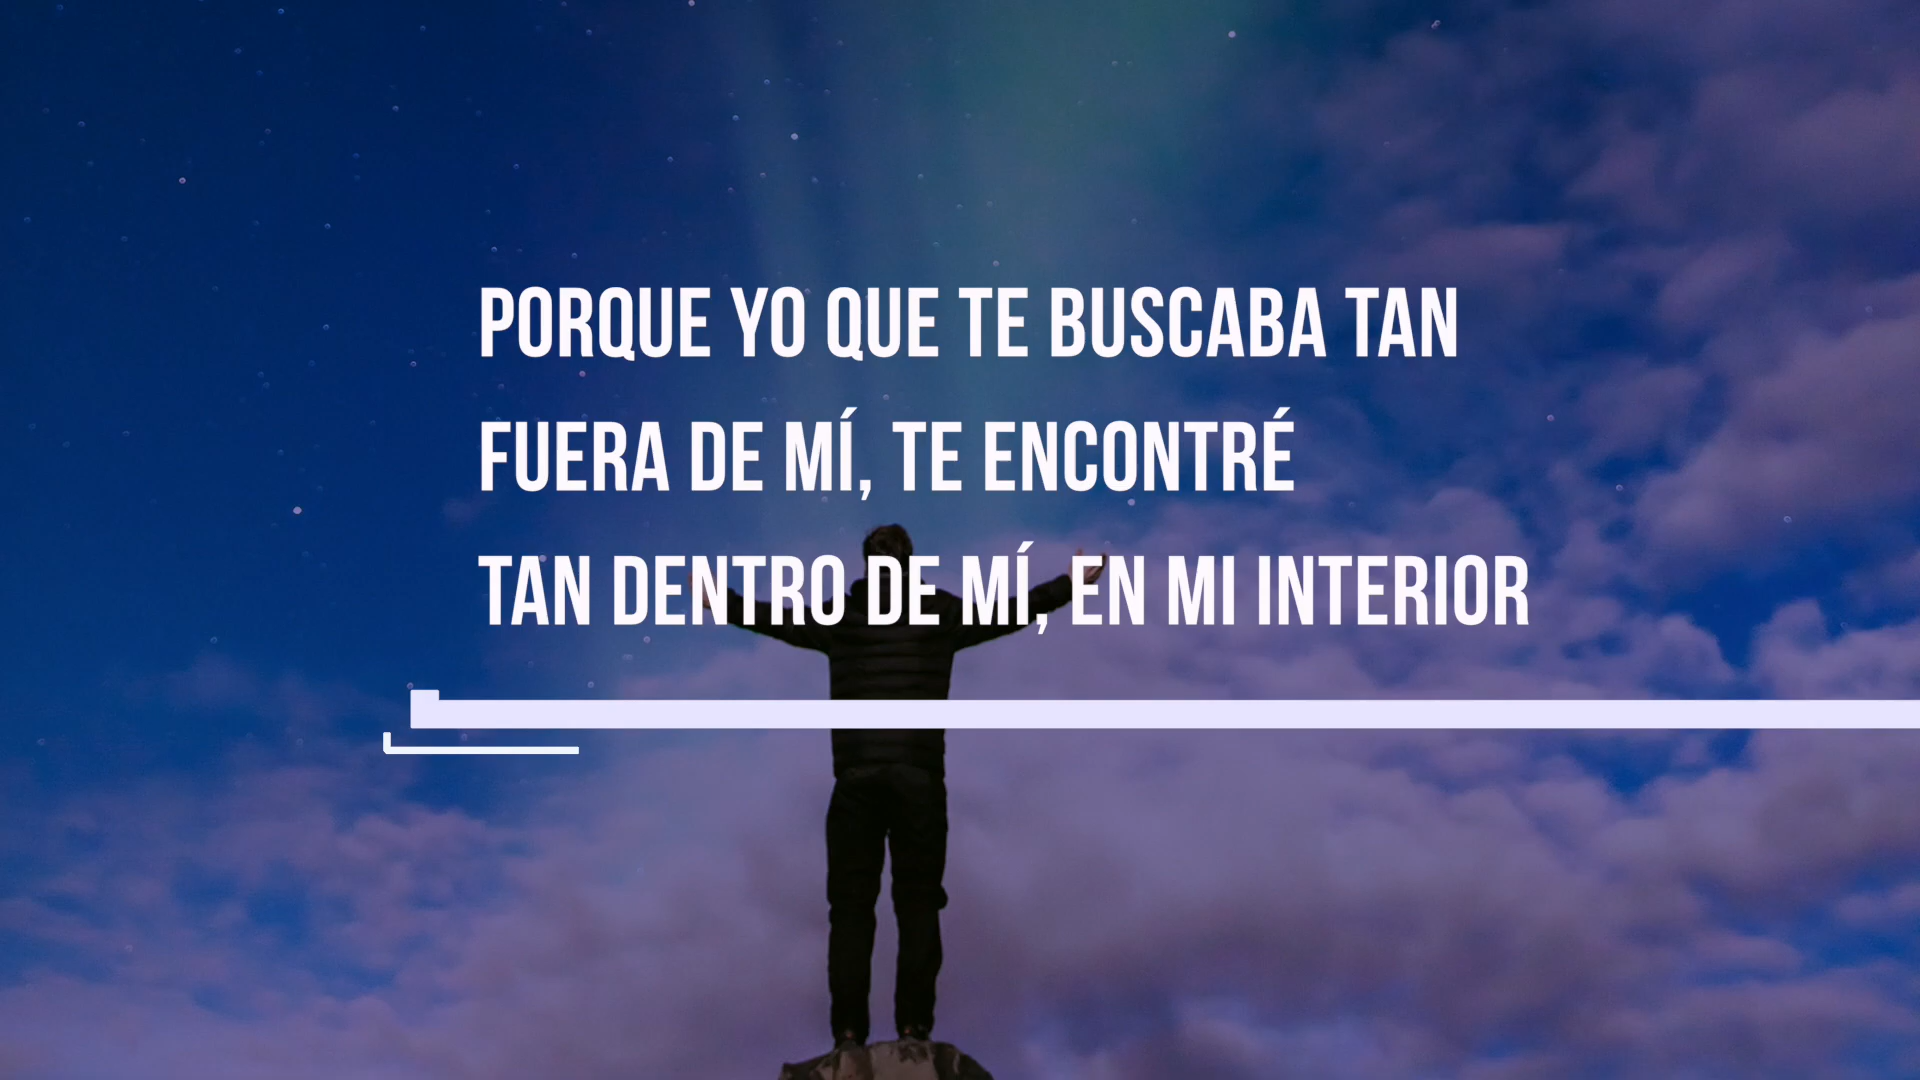 PORQUE YO QUE TE BUSCABA TAN
FUERA DE MÍ, TE ENCONTRÉ
TAN DENTRO DE MÍ, EN MI INTERIOR